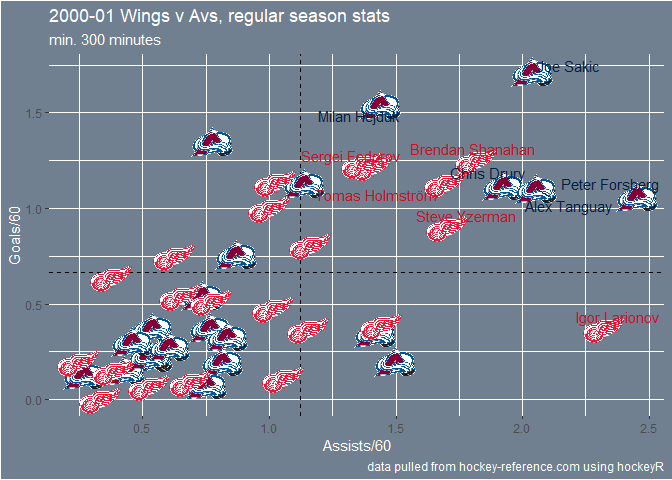 2000-01 Wings v Avs, regular season stats
min. 300 minutes
Joe Sakic
1.5
Milan Hejduk
Brendan Shanahan
Sergei Fedorov
Chris Drury
Peter Forsberg
Tomas Holmström
1.0
Alex Tanguay
Steve Yzerman
Goals/60
0.5
Igor Larionov
0.0
0.5
1.0
1.5
2.0
2.5
Assists/60
data pulled from hockey-reference.com using hockeyR